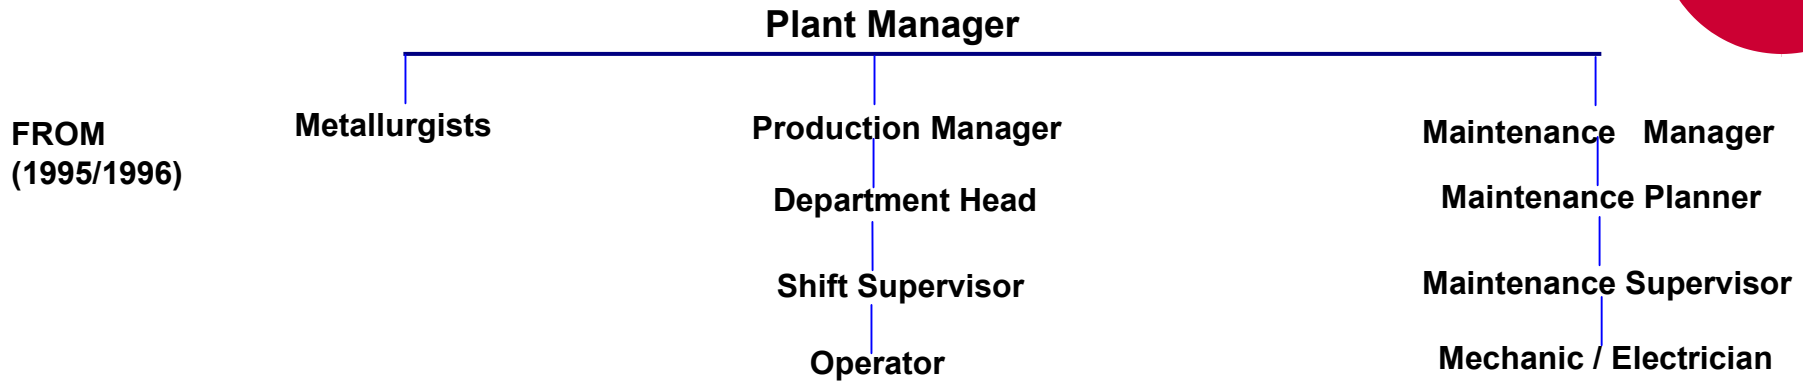 Plant Manager
FROM
(1995/1996)
Metallurgists
Production Manager
Maintenance Manager
Department Head
Maintenance Planner
Shift Supervisor
Maintenance Supervisor
Operator
Mechanic / Electrician